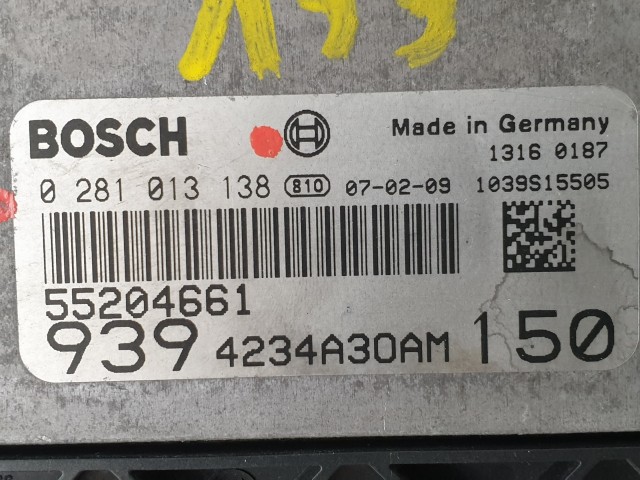 BOSCH
Made in Germany
1316 0187
0 281 013 138 810 07-02-09 1039S15505
55204661
939 4234A30AM 150